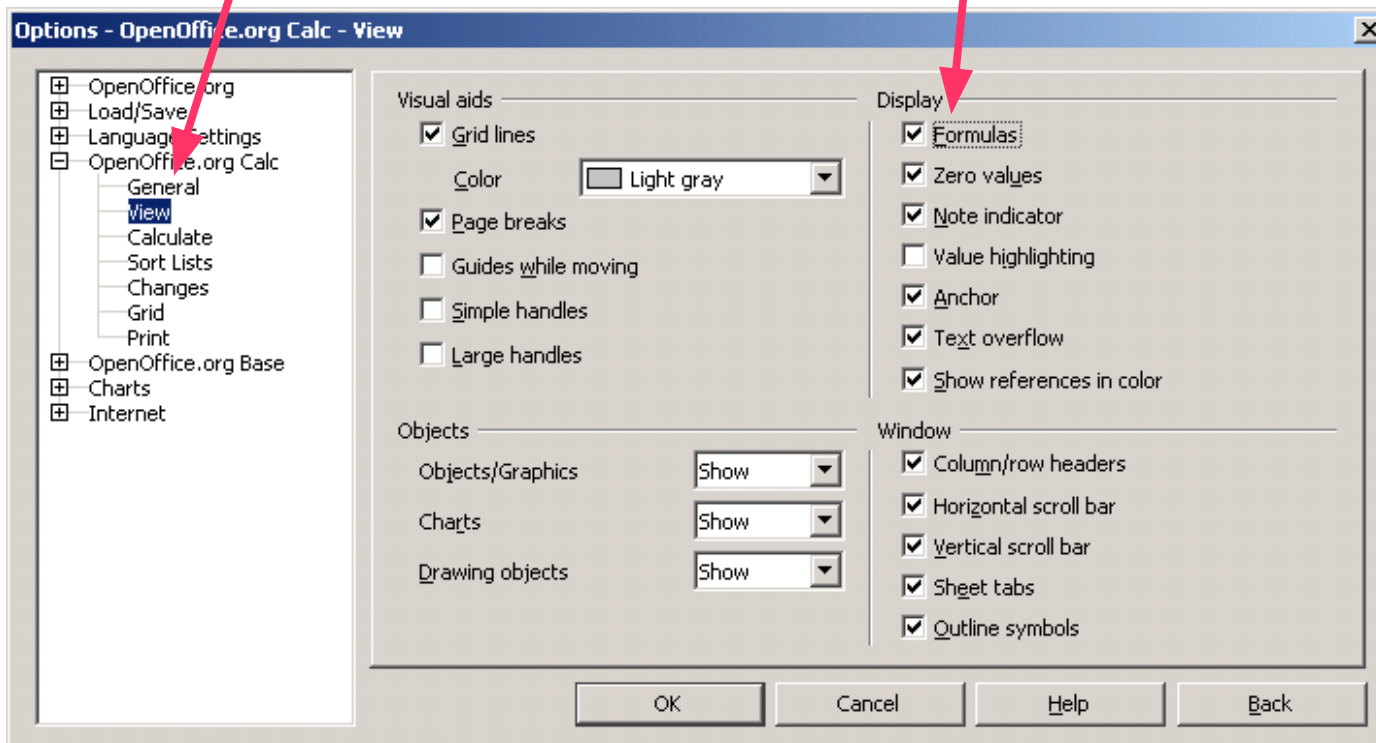 Options - OpenOffice.org Calc - View
OpenOffice.org
Load/Save
Language Settings
OpenOffice.org Calc
General
View
Calculate
Sort Lists
Changes
Grid
Print
OpenOffice.org Base
Charts
Internet
Visual aids
Grid lines
Color
Light gray
Page breaks
Guides while moving
Simple handles
Large handles
Display
Formulas
Zero values
Note indicator
Value highlighting
Anchor
Text overflow
Show references in color
Objects
Objects/Graphics Show
Charts Show
Drawing objects Show
Window
Column/row headers
Horizontal scroll bar
Vertical scroll bar
Sheet tabs
Outline symbols
OK Cancel Help Back